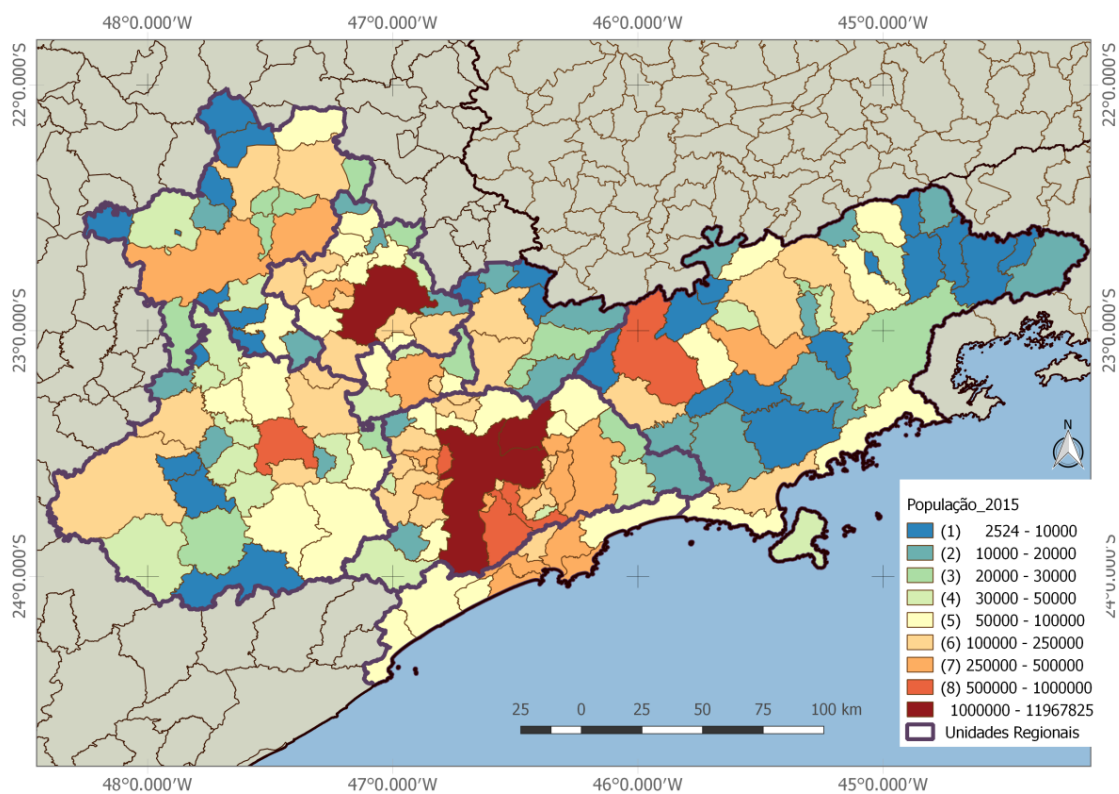 48°0.000'W 47°0.000'W 46°0.000'W 45°0.000'W
22°0.000'S 22°0.000'S
23°0.000'S 23°0.000'S
24°0.000'S 24°0.000'S
N
População_2015
(1) 2524 - 10000
(2) 10000 - 20000
(3) 20000 - 30000
(4) 30000 - 50000
(5) 50000 - 100000
(6) 100000 - 250000
(7) 250000 - 500000
(8) 500000 - 1000000
1000000 - 11967825
Unidades Regionais
25 0 25 50 75 100 km
48°0.000'W 47°0.000'W 46°0.000'W 45°0.000'W